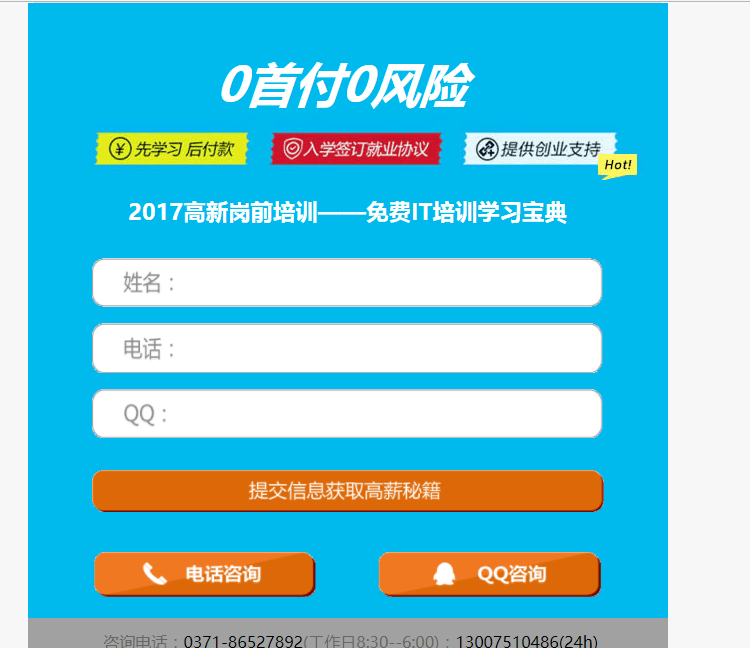 0首付0风险
先学习 后付款 入学签订就业协议 提供创业支持
Hot!
2017高新岗前培训——免费IT培训学习宝典
姓名：
电话：
QQ：
提交信息获取高薪秘籍
电话咨询 QQ咨询
咨询电话：0371-86527892(工作日8:30--6:00)；13007510486(24h)